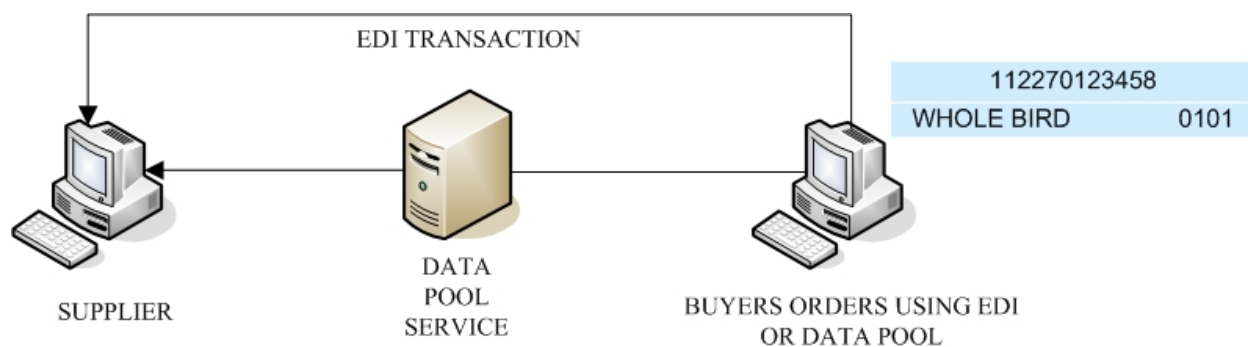 EDI TRANSACTION
112270123458
WHOLE BIRD 0101
DATA
POOL
SERVICE
SUPPLIER
BUYERS ORDERS USING EDI
OR DATA POOL